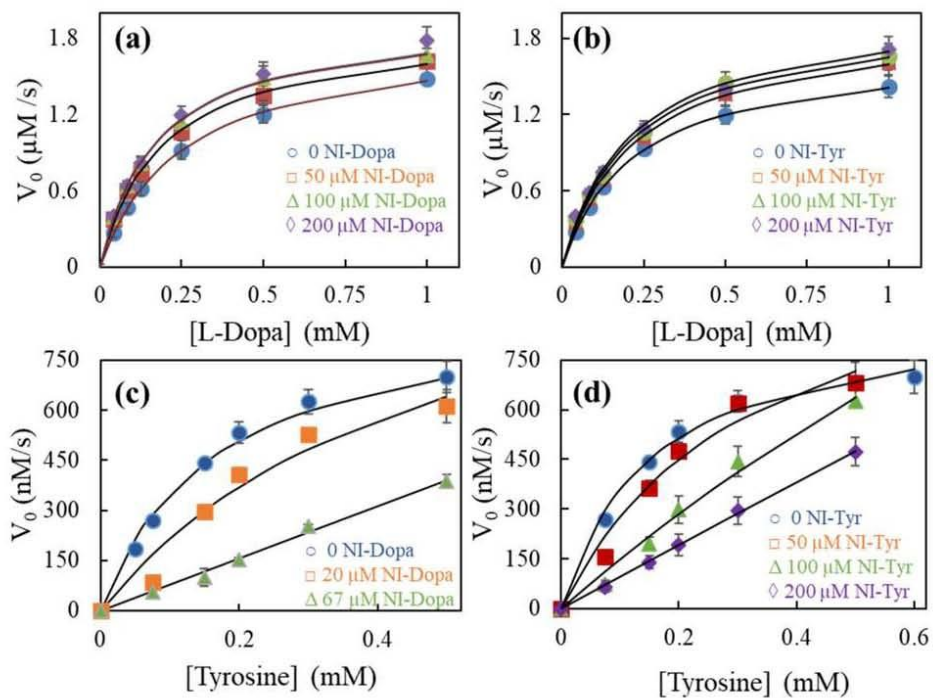 (a)
V0 (µM /s)
1.8
1.2
0.6
0
0 NI-Dopa
50 µM NI-Dopa
100 µM NI-Dopa
200 µM NI-Dopa
0 0.25 0.5 0.75 1
[L-Dopa] (mM)
(b)
V0 (µM/s)
1.8
1.2
0.6
0
0 NI-Tyr
50 µM NI-Tyr
100 µM NI-Tyr
200 µM NI-Tyr
0 0.25 0.5 0.75 1
[L-Dopa] (mM)
(c)
V0 (nM/s)
750
600
450
300
150
0
0 NI-Dopa
20 µM NI-Dopa
67 µM NI-Dopa
0 0.2 0.4
[Tyrosine] (mM)
(d)
V0 (nM/s)
750
600
450
300
150
0
0 NI-Tyr
50 µM NI-Tyr
100 µM NI-Tyr
200 µM NI-Tyr
0 0.2 0.4 0.6
[Tyrosine] (mM)